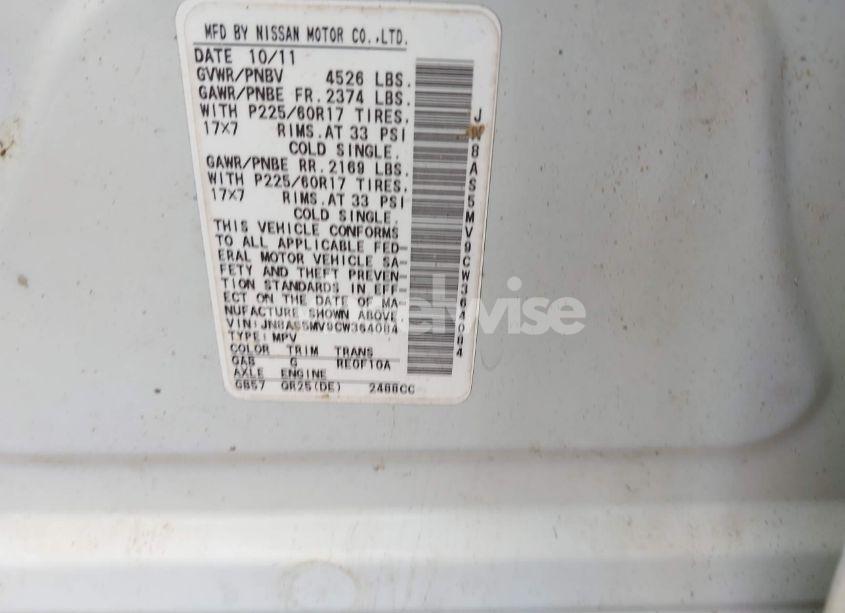 MFD BY NISSAN MOTOR CO.,LTD.
DATE 10/11
GVWR/PNBV 4526 LBS.
GAWR/PNBE FR. 2374 LBS.
WITH P225/60R17 TIRES,
17×7 RIMS.AT 33 PSI
COLD SINGLE.
GAWR/PNBE RR. 2169 LBS.
WITH P225/60R17 TIRES,
17×7 RIMS.AT 33 PSI
COLD SINGLE.
THIS VEHICLE CONFORMS
TO ALL APPLICABLE FED-
ERAL MOTOR VEHICLE SA-
FETY AND THEFT PREVEN-
TION STANDARDS IN EFF-
ECT ON THE DATE OF MA-
NUFACTURE SHOWN ABOVE.
VIN:JN8AS5MV9CW364084
TYPE:MPV
COLOR TRIM TRANS
G RE0F10A
AXLE ENGINE
GB57 QR25(DE) 2488CC